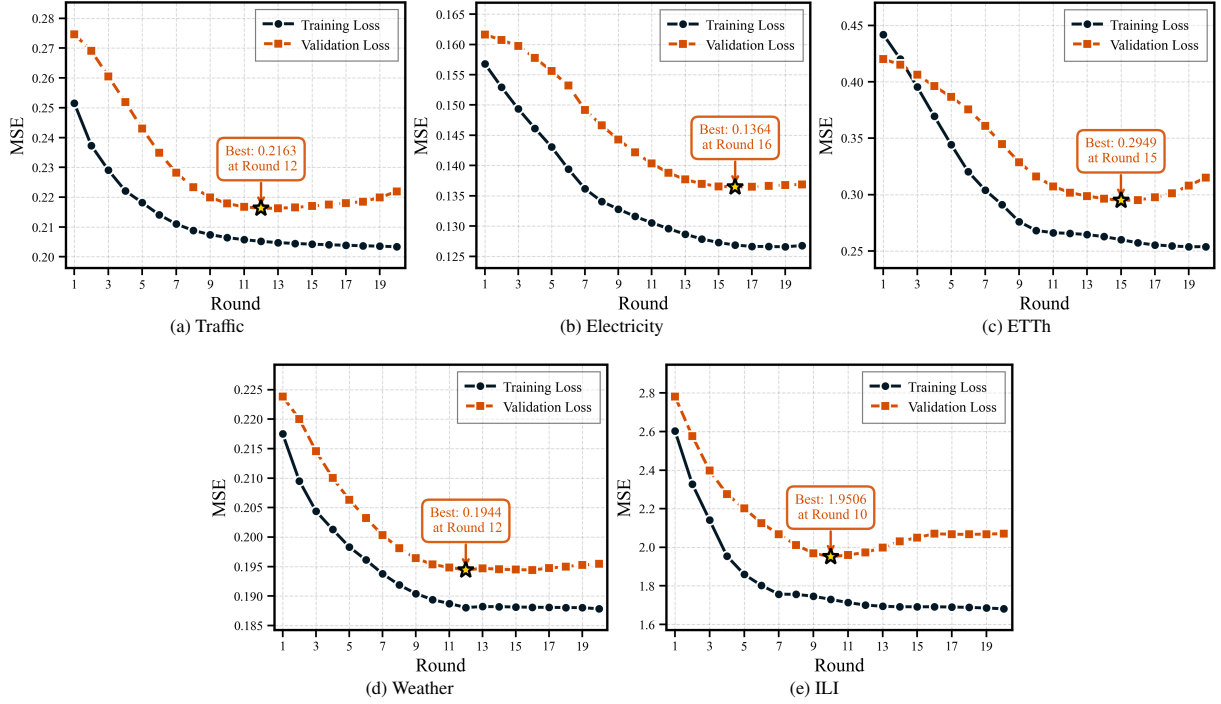 0.28
0.27
0.26
0.25
0.24
0.23
0.22
0.21
0.20
MSE
Training Loss
Validation Loss
Best: 0.2163
at Round 12
1 3 5 7 9 11 13 15 17 19
Round
(a) Traffic
0.165
0.160
0.155
0.150
0.145
0.140
0.135
0.130
0.125
MSE
Training Loss
Validation Loss
Best: 0.1364
at Round 16
1 3 5 7 9 11 13 15 17 19
Round
(b) Electricity
0.45
0.40
0.35
0.30
0.25
MSE
Training Loss
Validation Loss
Best: 0.2949
at Round 15
1 3 5 7 9 11 13 15 17 19
Round
(c) ETTh
0.225
0.220
0.215
0.210
0.205
0.200
0.195
0.190
0.185
MSE
Training Loss
Validation Loss
Best: 0.1944
at Round 12
1 3 5 7 9 11 13 15 17 19
Round
(d) Weather
2.8
2.6
2.4
2.2
2.0
1.8
1.6
MSE
Training Loss
Validation Loss
Best: 1.9506
at Round 10
1 3 5 7 9 11 13 15 17 19
Round
(e) ILI